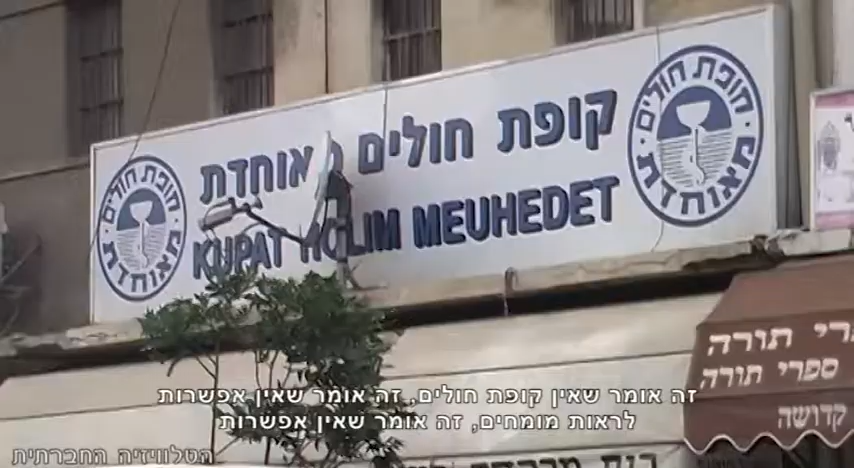 קופת חולים מאוחדת
KUPAT HOLIM MEUHEDET
קופת חולים
מאוחדת
קופת חולים
מאוחדת
תורה
ספרי תורה
קדושה
זה אומר שאין קופת חולים, זה אומר שאין אפשרות
לראות מומחים, זה אומר שאין אפשרות
הטלוויזיה החברתית